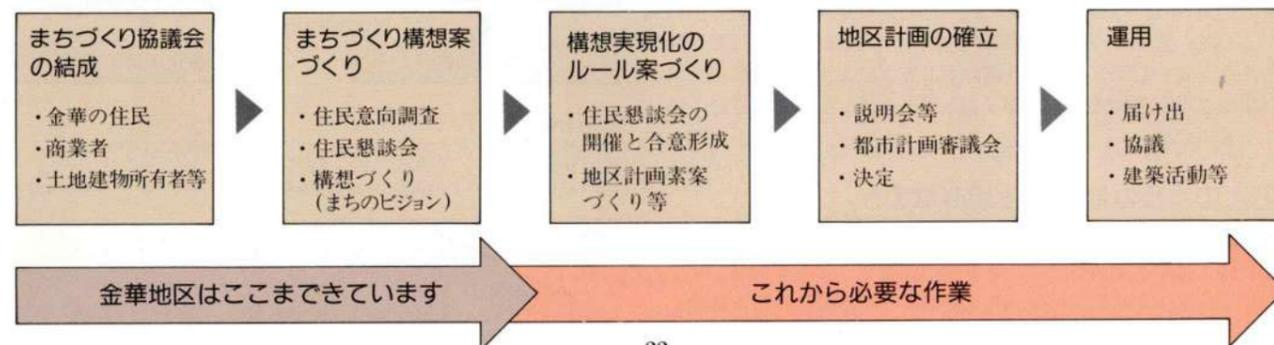 まちづくり協議会
の結成
・金華の住民
・商業者
・土地建物所有者等
まちづくり構想案
づくり
・住民意向調査
・住民懇談会
・構想づくり
(まちのビジョン)
構想実現化の
ルール案づくり
・住民懇談会の
開催と合意形成
・地区計画素案
づくり等
地区計画の確立
・説明会等
・都市計画審議会
・決定
運用
・届け出
・協議
・建築活動等
金華地区はここまできています
これから必要な作業